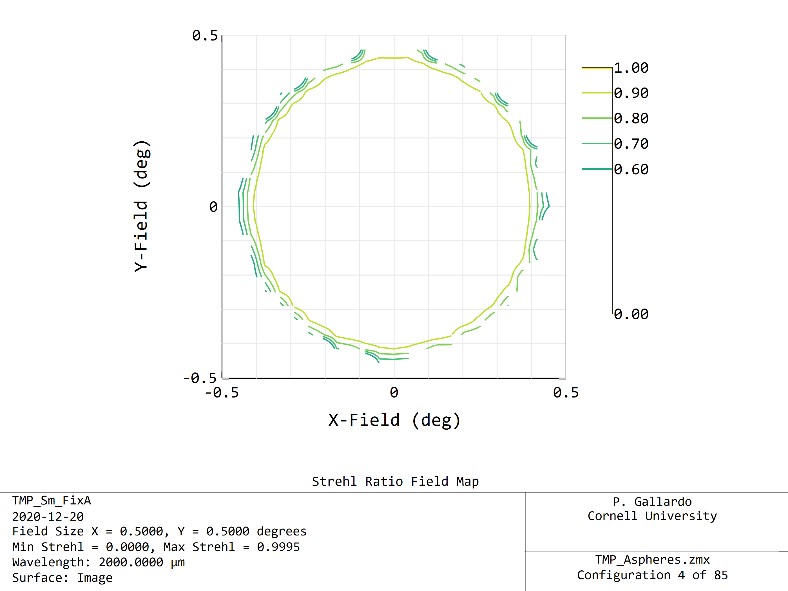 0.5
0
-0.5
-0.5
0
0.5
Y-Field (deg)
X-Field (deg)
1.00
0.90
0.80
0.70
0.60
0.00
Strehl Ratio Field Map
TMP_Sm_FixA
2020-12-20
Field Size X = 0.5000, Y = 0.5000 degrees
Min Strehl = 0.0000, Max Strehl = 0.9995
Wavelength: 2000.0000 µm
Surface: Image
P. Gallardo
Cornell University
TMP_Aspheres.zmx
Configuration 4 of 85